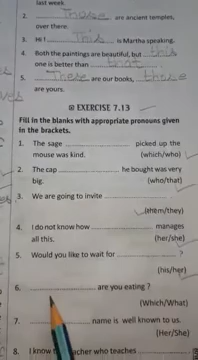 last week.
2. Those are ancient temples,
over there.
3. Hi ! This is Martha speaking.
4. Both the paintings are beautiful, but this
one is better than that
5. These are our books, those
are yours.
EXERCISE 7.13
Fill in the blanks with appropriate pronouns given
in the brackets.
1. The sage picked up the
mouse was kind. (which/who)
2. The cap he bought was very
big. (who/that)
3. We are going to invite
(them/they)
4. I do not know how manages
all this. (her/she)
5. Would you like to wait for ?
(his/her)
6. are you eating ?
(Which/What)
7. name is well known to us.
(Her/She)
8. I know teacher who teaches